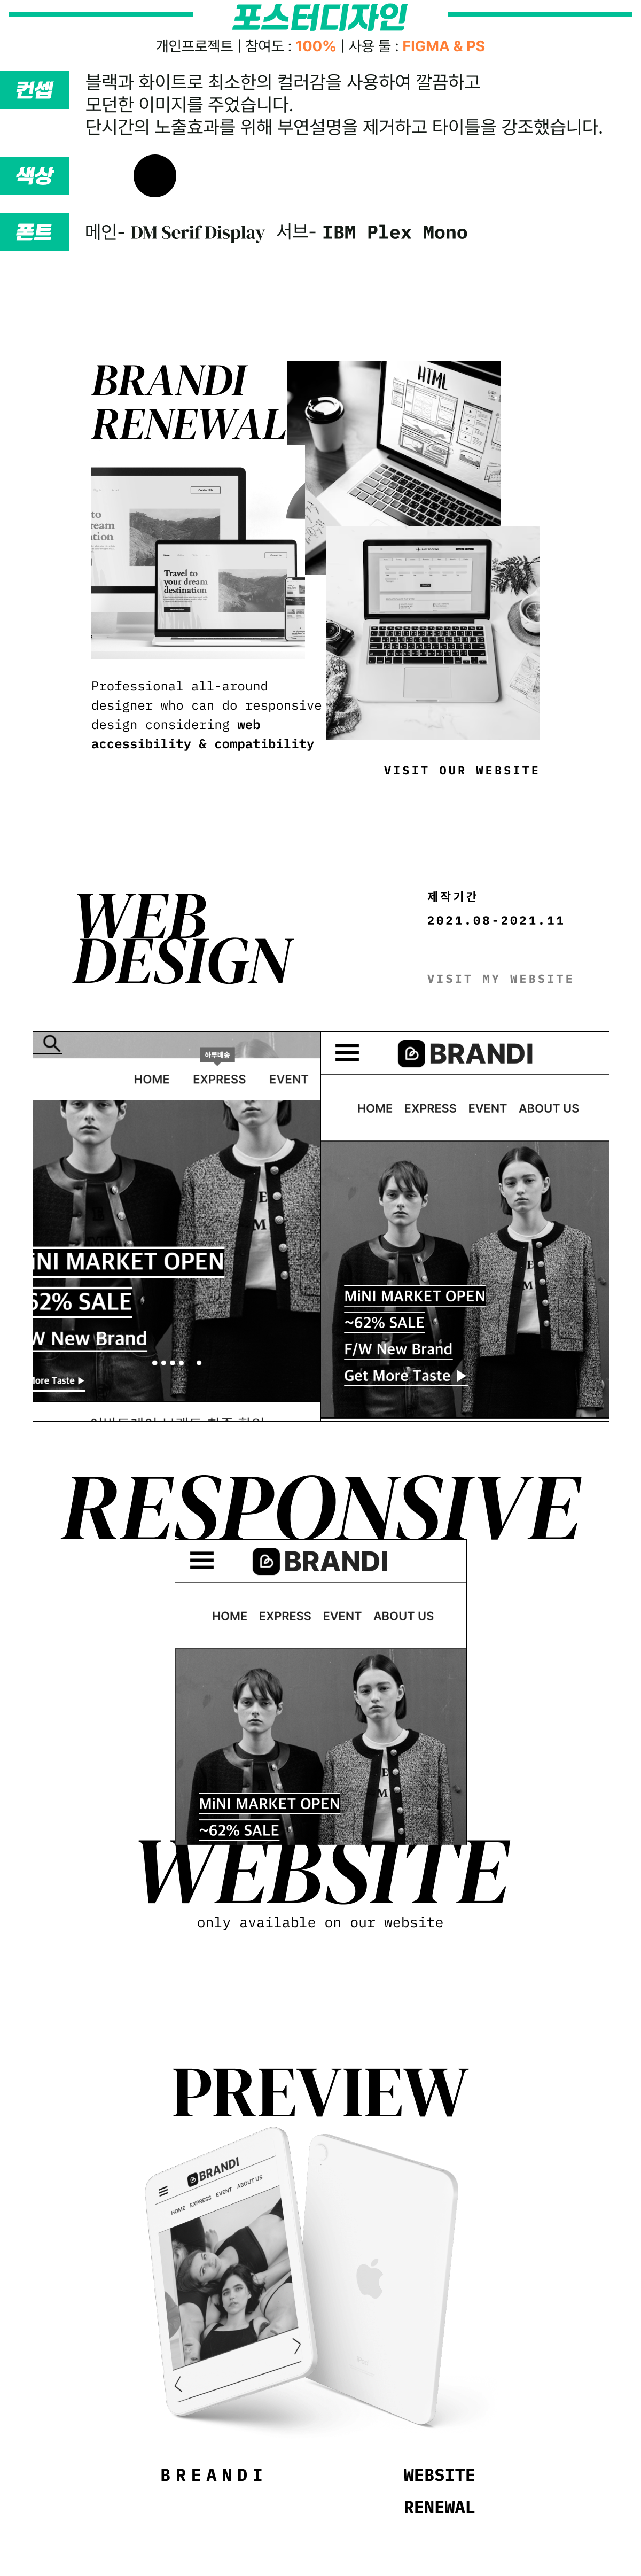 포스터디자인
개인프로젝트 | 참여도 : 100% | 사용 툴 : FIGMA & PS
컨셉
블랙과 화이트로 최소한의 컬러감을 사용하여 깔끔하고
모던한 이미지를 주었습니다.
단시간의 노출효과를 위해 부연설명을 제거하고 타이틀을 강조했습니다.
색상
폰트
메인- DM Serif Display 서브- IBM Plex Mono
BRANDI
RENEWAL
HTML
Travel to
your dream
destination
Professional all-around
designer who can do responsive
design considering web
accessibility & compatibility
VISIT OUR WEBSITE
WEB
DESIGN
제작기간
2021.08-2021.11
VISIT MY WEBSITE
하루배송
HOME EXPRESS EVENT
iNI MARKET OPEN
62% SALE
W New Brand
lore Taste ▶
BRANDI
HOME EXPRESS EVENT ABOUT US
MiNI MARKET OPEN
~62% SALE
F/W New Brand
Get More Taste ▶
RESPONSIVE
BRANDI
HOME EXPRESS EVENT ABOUT US
MiNI MARKET OPEN
~62% SALE
WEBSITE
only available on our website
PREVIEW
BRANDI
HOME EXPRESS EVENT ABOUT US
iPad
BREANDI
WEBSITE
RENEWAL